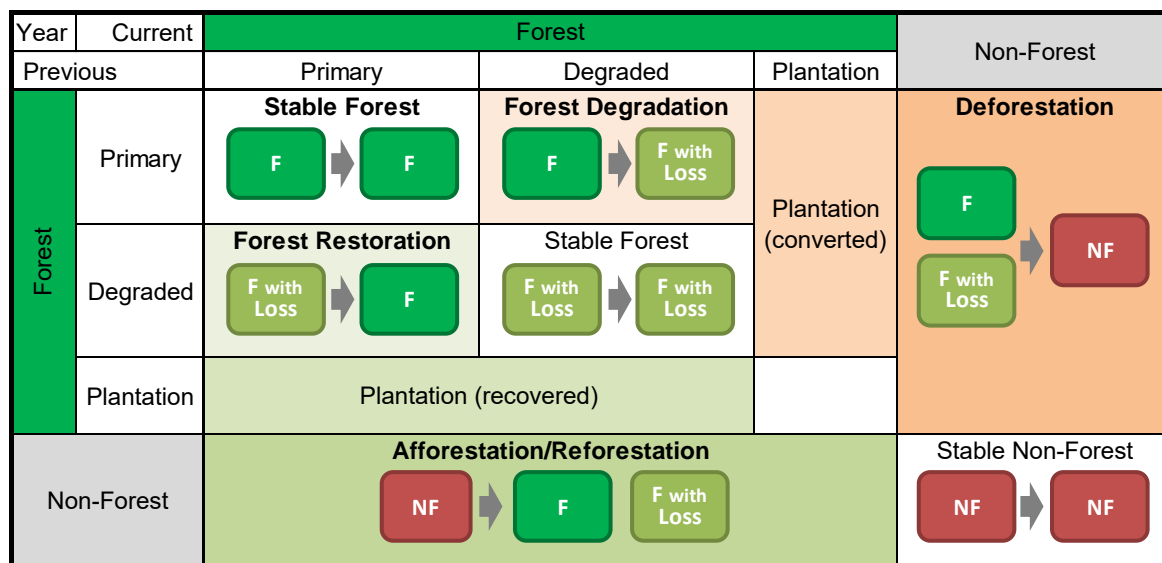 Year Current Forest Non-Forest
Previous Primary Degraded Plantation
Forest
Primary
Stable Forest
F F
Forest Degradation
F F with
Loss
Plantation
(converted)
Deforestation
F
F with
Loss
NF
Degraded
Forest Restoration
F with
Loss
F
Stable Forest
F with
Loss
F with
Loss
Plantation
Plantation (recovered)
Non-Forest
Afforestation/Reforestation
NF F F with
Loss
Stable Non-Forest
NF NF